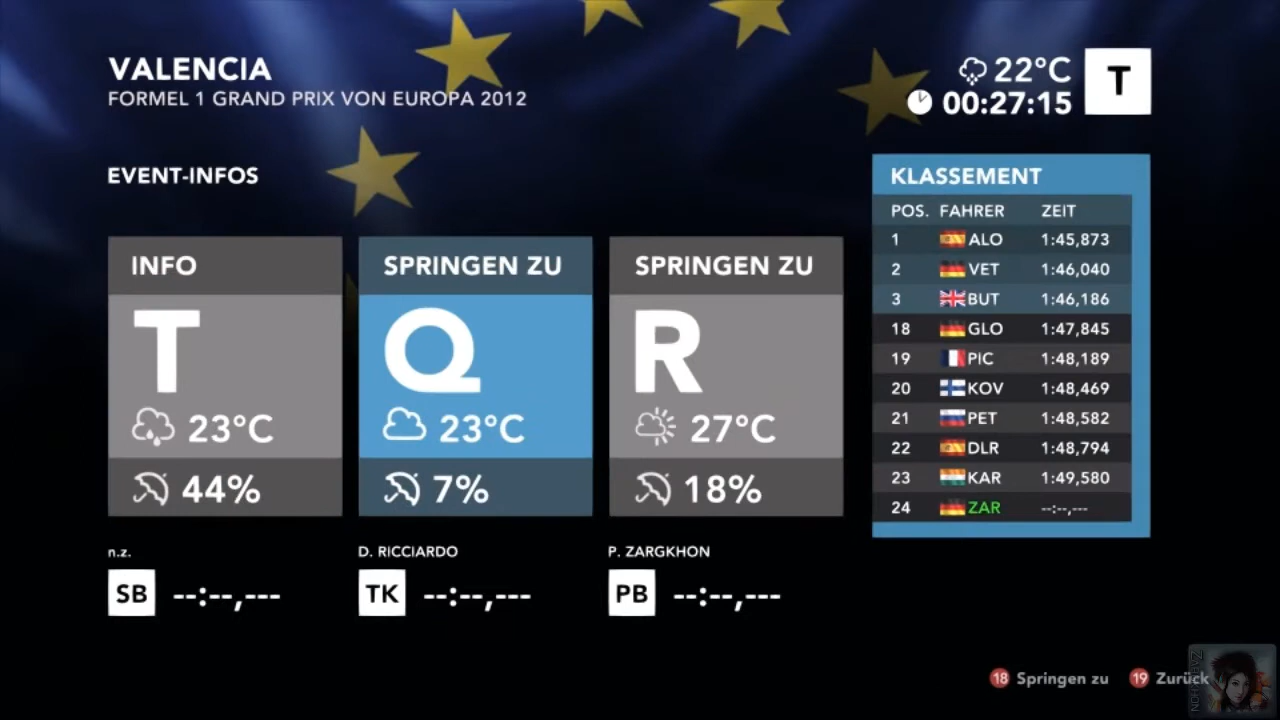 VALENCIA
FORMEL 1 GRAND PRIX VON EUROPA 2012
22°C
00:27:15
T
EVENT-INFOS
INFO
T
23°C
44%
SPRINGEN ZU
Q
23°C
7%
SPRINGEN ZU
R
27°C
18%
KLASSEMENT
POS. FAHRER ZEIT
1 ALO 1:45,873
2 VET 1:46,040
3 BUT 1:46,186
18 GLO 1:47,845
19 PIC 1:48,189
20 KOV 1:48,469
21 PET 1:48,582
22 DLR 1:48,794
23 KAR 1:49,580
24 ZAR --:--,---
n.z.
SB --:--,---
D. RICCIARDO
TK --:--,---
P. ZARGKHON
PB --:--,---
18 Springen zu 19 Zurück